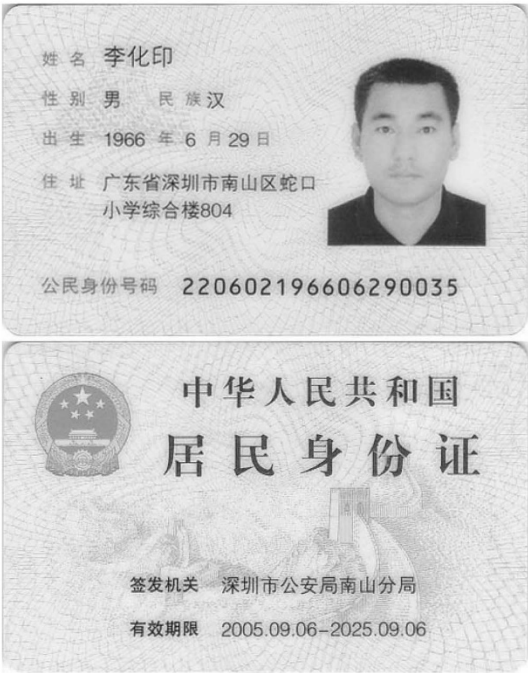 姓 名 李化印
性 别 男 民 族 汉
出 生 1966 年 6 月 29 日
住 址 广东省深圳市南山区蛇口
小学综合楼804
公民身份号码 220602196606290035
中华人民共和国
居民身份证
签发机关 深圳市公安局南山分局
有效期限 2005.09.06-2025.09.06